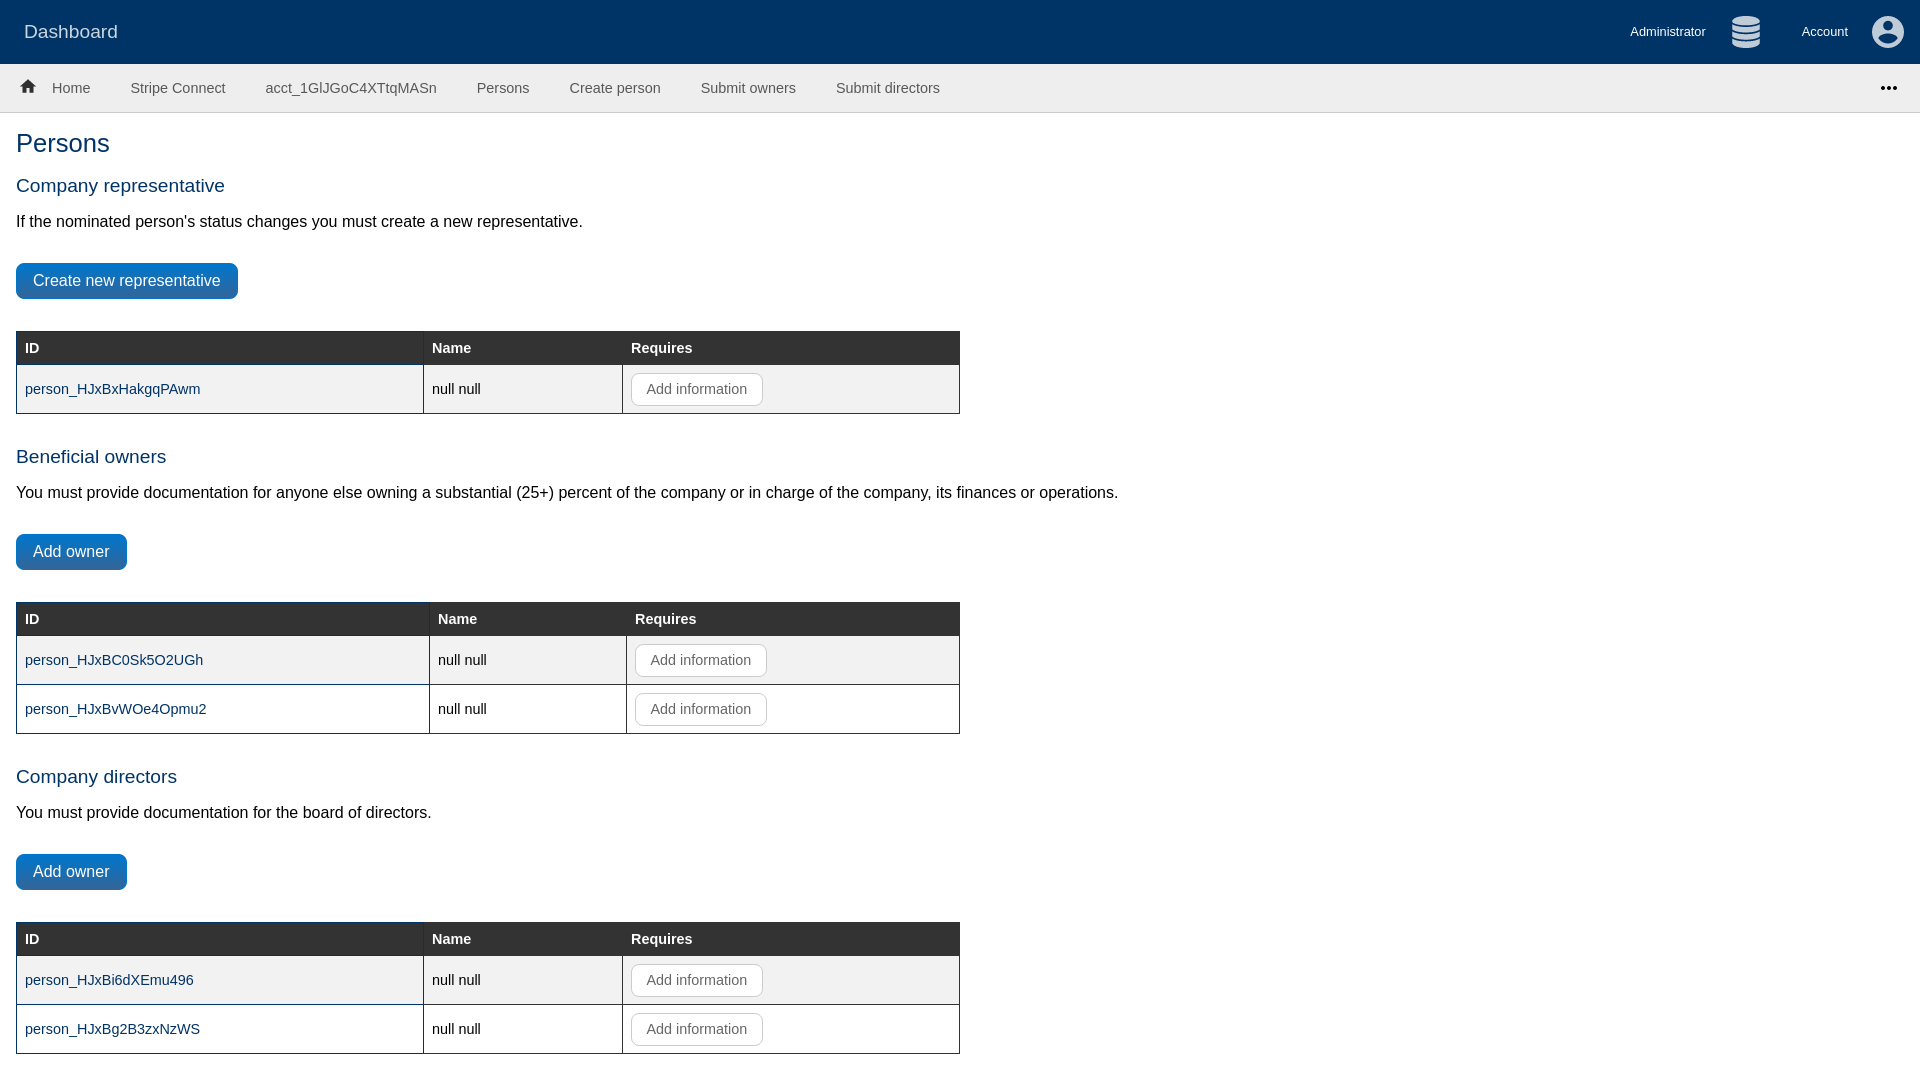 Dashboard
Administrator
Account
Home
Stripe Connect
acct_1GlJGoC4XTtqMASn
Persons
Create person
Submit owners
Submit directors
Persons
Company representative
If the nominated person's status changes you must create a new representative.
Create new representative
ID Name Requires
person_HJxBxHakgqPAwm null null Add information
Beneficial owners
You must provide documentation for anyone else owning a substantial (25+) percent of the company or in charge of the company, its finances or operations.
Add owner
ID Name Requires
person_HJxBC0Sk5O2UGh null null Add information
person_HJxBvWOe4Opmu2 null null Add information
Company directors
You must provide documentation for the board of directors.
Add owner
ID Name Requires
person_HJxBi6dXEmu496 null null Add information
person_HJxBg2B3zxNzWS null null Add information